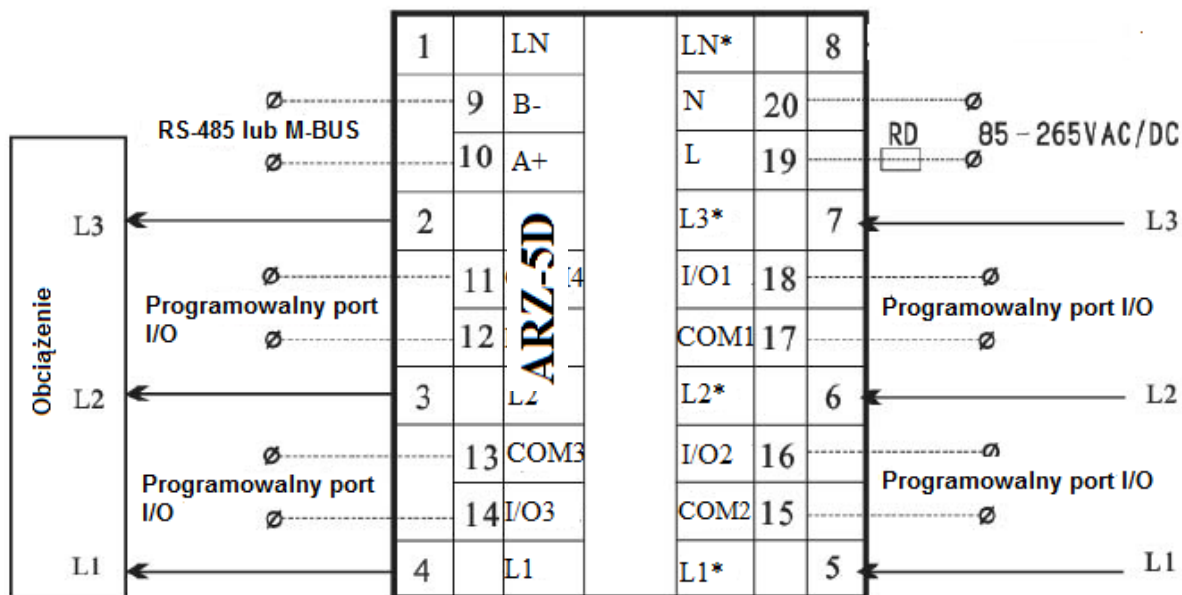 1 LN LN* 8
9 B- N 20
RS-485 lub M-BUS
RD 85-265VAC/DC
10 A+ L 19
L3 2 L3* 7 L3
11 I/O1 18
Programowalny port
I/O
Programowalny port I/O
12 COM1 17
ARZ-5D
Obciążenie
L2 3 L2 L2* 6 L2
13 COM3 I/O2 16
Programowalny port
I/O
Programowalny port I/O
14 I/O3 COM2 15
L1 4 L1 L1* 5 L1